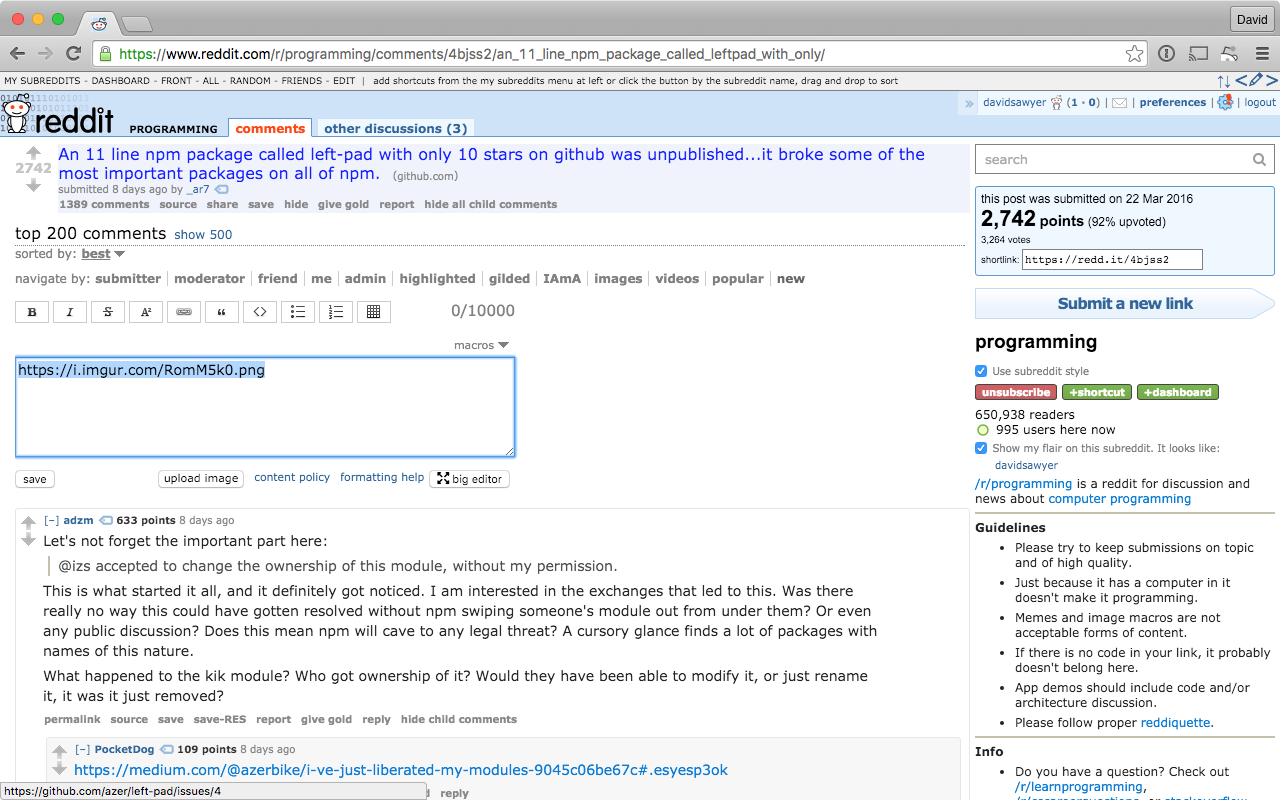 David
https://www.reddit.com/r/programming/comments/4bjss2/an_11_line_npm_package_called_leftpad_with_only/
MY SUBREDDITS - DASHBOARD - FRONT - ALL - RANDOM - FRIENDS - EDIT | add shortcuts from the my subreddits menu at left or click the button by the subreddit name, drag and drop to sort
reddit PROGRAMMING comments other discussions (3)
davidsawyer (1 · 0) | | preferences | | logout
An 11 line npm package called left-pad with only 10 stars on github was unpublished...it broke some of the
2742
most important packages on all of npm. (github.com)
submitted 8 days ago by _ar7
1389 comments source share save hide give gold report hide all child comments
top 200 comments show 500
sorted by: best
navigate by: submitter | moderator | friend | me | admin | highlighted | gilded | IAmA | images | videos | popular | new
B I S A² “ <> 0/10000
macros
https://i.imgur.com/RomM5k0.png
save upload image content policy formatting help big editor
[–] adzm 633 points 8 days ago
Let's not forget the important part here:
@izs accepted to change the ownership of this module, without my permission.
This is what started it all, and it definitely got noticed. I am interested in the exchanges that led to this. Was there
really no way this could have gotten resolved without npm swiping someone's module out from under them? Or even
any public discussion? Does this mean npm will cave to any legal threat? A cursory glance finds a lot of packages with
names of this nature.
What happened to the kik module? Who got ownership of it? Would they have been able to modify it, or just rename
it, it was it just removed?
permalink source save save-RES report give gold reply hide child comments
[–] PocketDog 109 points 8 days ago
https://medium.com/@azerbike/i-ve-just-liberated-my-modules-9045c06be67c#.esyesp3ok
reply
https://github.com/azer/left-pad/issues/4
search
this post was submitted on 22 Mar 2016
2,742 points (92% upvoted)
3,264 votes
shortlink: https://redd.it/4bjss2
Submit a new link
programming
Use subreddit style
unsubscribe +shortcut +dashboard
650,938 readers
995 users here now
Show my flair on this subreddit. It looks like:
davidsawyer
/r/programming is a reddit for discussion and
news about computer programming
Guidelines
• Please try to keep submissions on topic
and of high quality.
• Just because it has a computer in it
doesn't make it programming.
• Memes and image macros are not
acceptable forms of content.
• If there is no code in your link, it probably
doesn't belong here.
• App demos should include code and/or
architecture discussion.
• Please follow proper reddiquette.
Info
• Do you have a question? Check out
/r/learnprogramming,